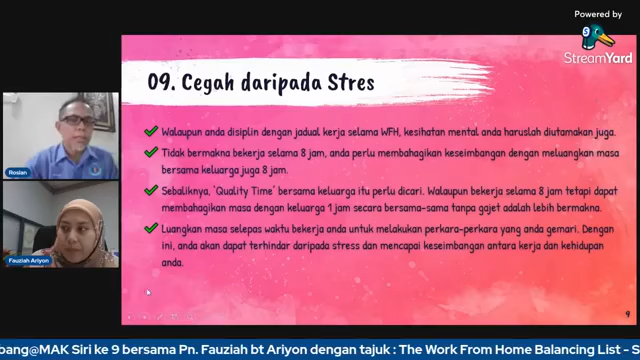 Powered by
StreamYard
09. Cegah daripada Stres
Walaupun anda disiplin dengan jadual kerja selama WFH, kesihatan mental anda haruslah diutamakan juga.
Tidak bermakna bekerja selama 8 jam, anda perlu membahagikan keseimbangan dengan meluangkan masa
bersama keluarga juga 8 jam.
Sebaliknya, 'Quality Time' bersama keluarga itu perlu dicari. Walaupun bekerja selama 8 jam tetapi dapat
membahagikan masa dengan keluarga 1 jam secara bersama-sama tanpa gajet adalah lebih bermakna.
Luangkan masa selepas waktu bekerja anda untuk melakukan perkara-perkara yang anda gemari. Dengan
ini, anda akan dapat terhindar daripada stress dan mencapai keseimbangan antara kerja dan kehidupan
anda.
Roslan
Fauziah Ariyon
9
bang@MAK Siri ke 9 bersama Pn. Fauziah bt Ariyon dengan tajuk : The Work From Home Balancing List - S